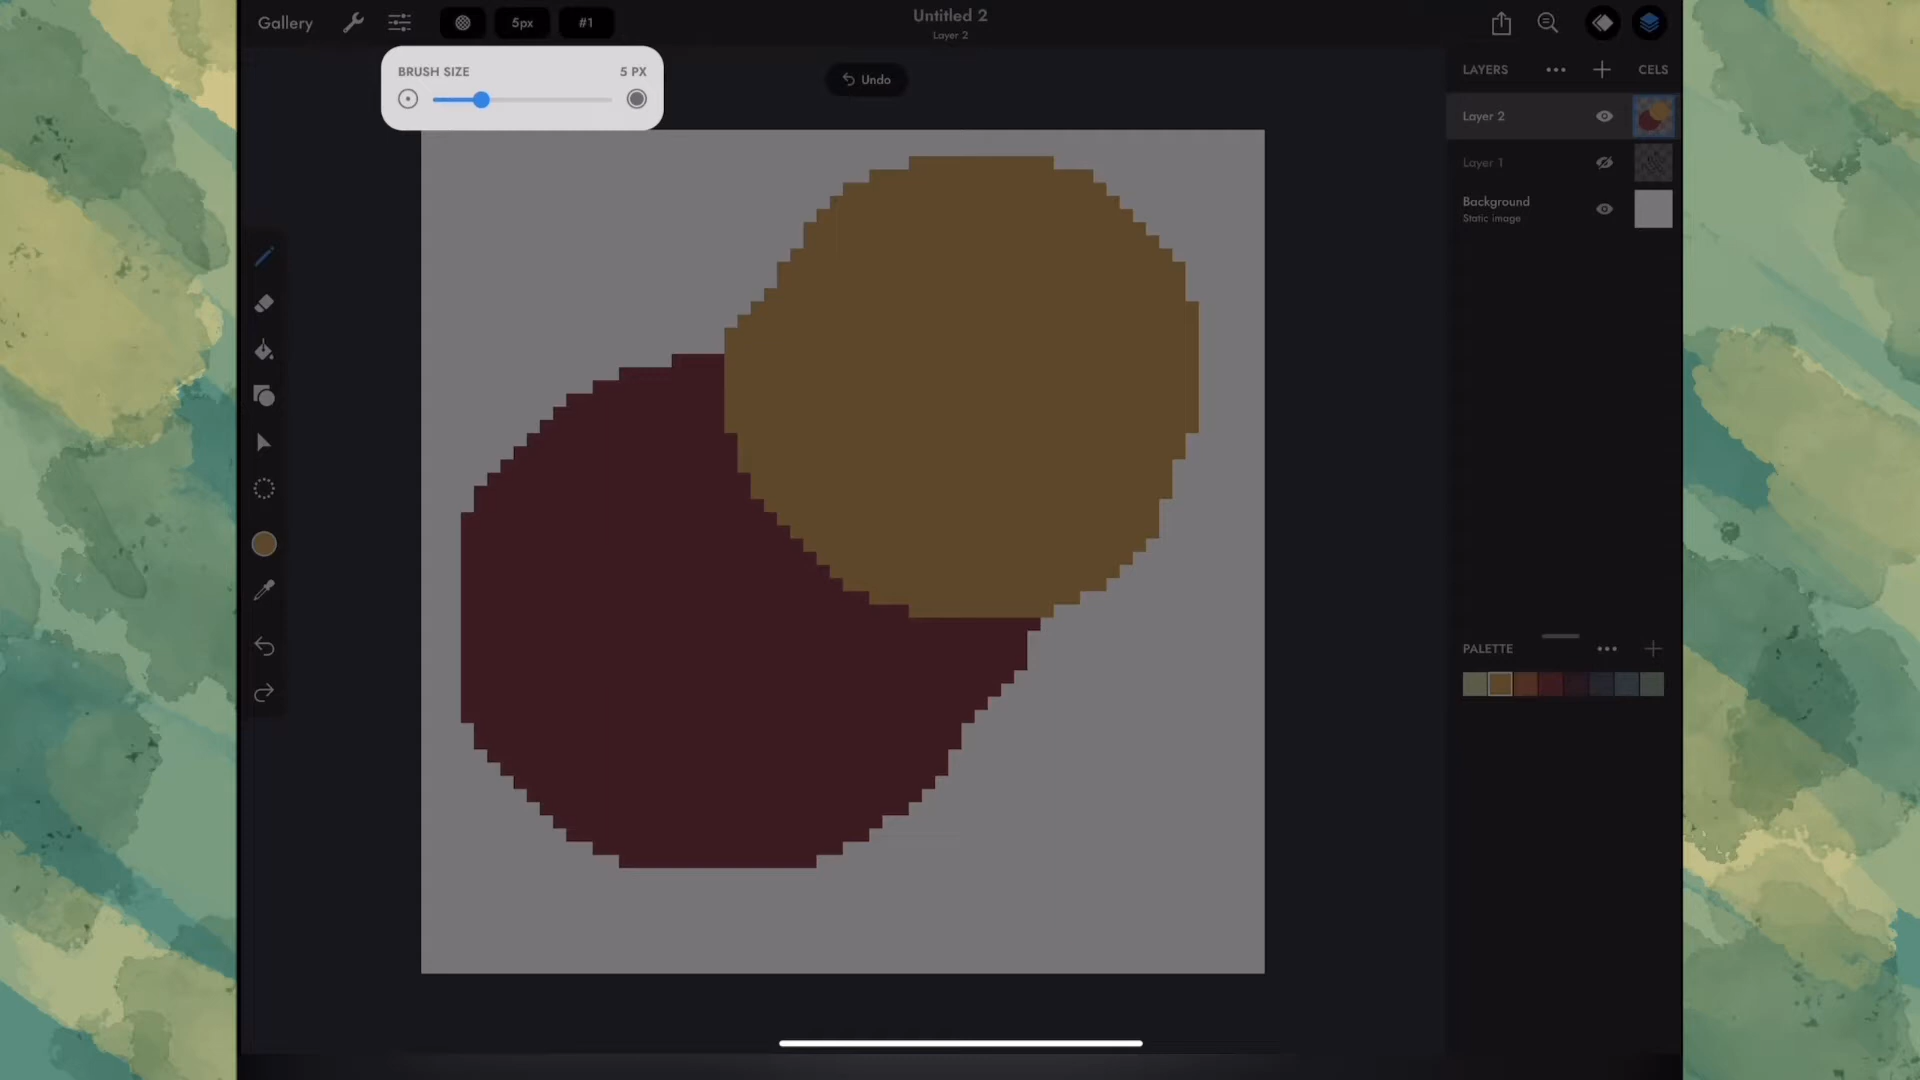 Gallery
5px
#1
Untitled 2
Layer 2
BRUSH SIZE
5 PX
Undo
LAYERS
CELS
Layer 2
Layer 1
Background
Static image
PALETTE